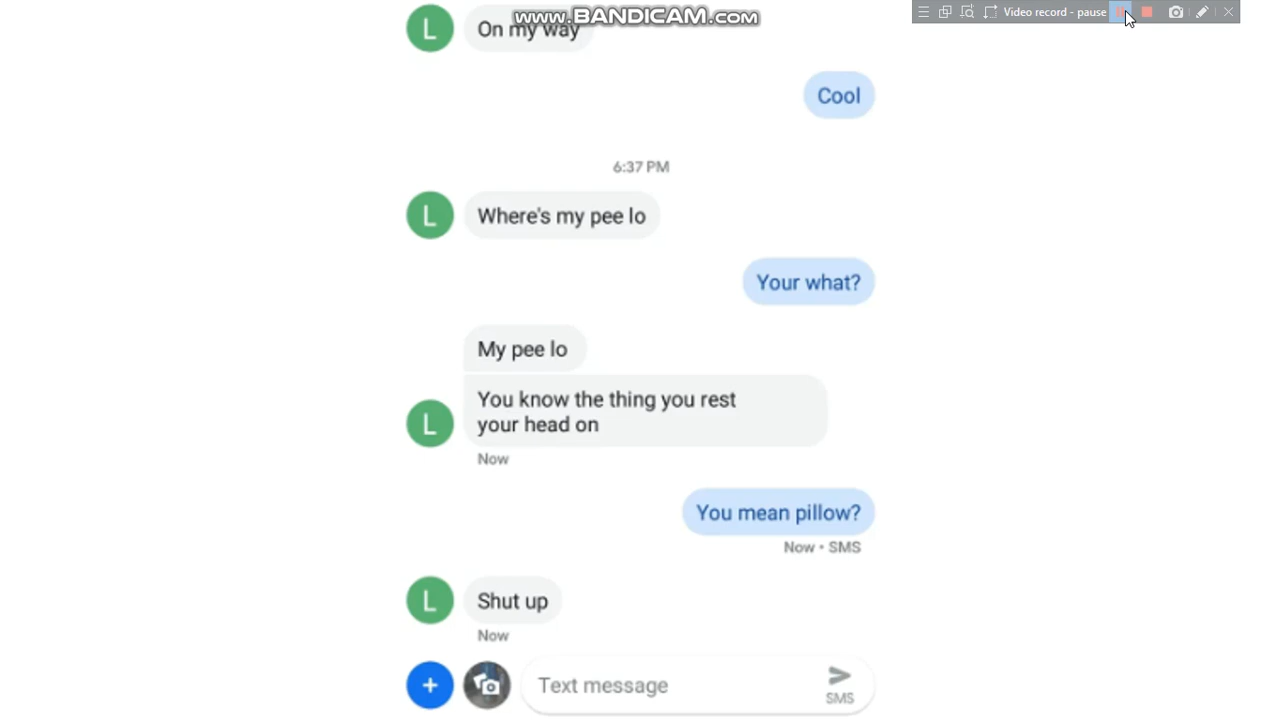 www.BANDICAM.com
Video record - pause
L
On my way
Cool
6:37 PM
L
Where's my pee lo
Your what?
My pee lo
You know the thing you rest
your head on
L
Now
You mean pillow?
Now • SMS
L
Shut up
Now
+
Text message
SMS